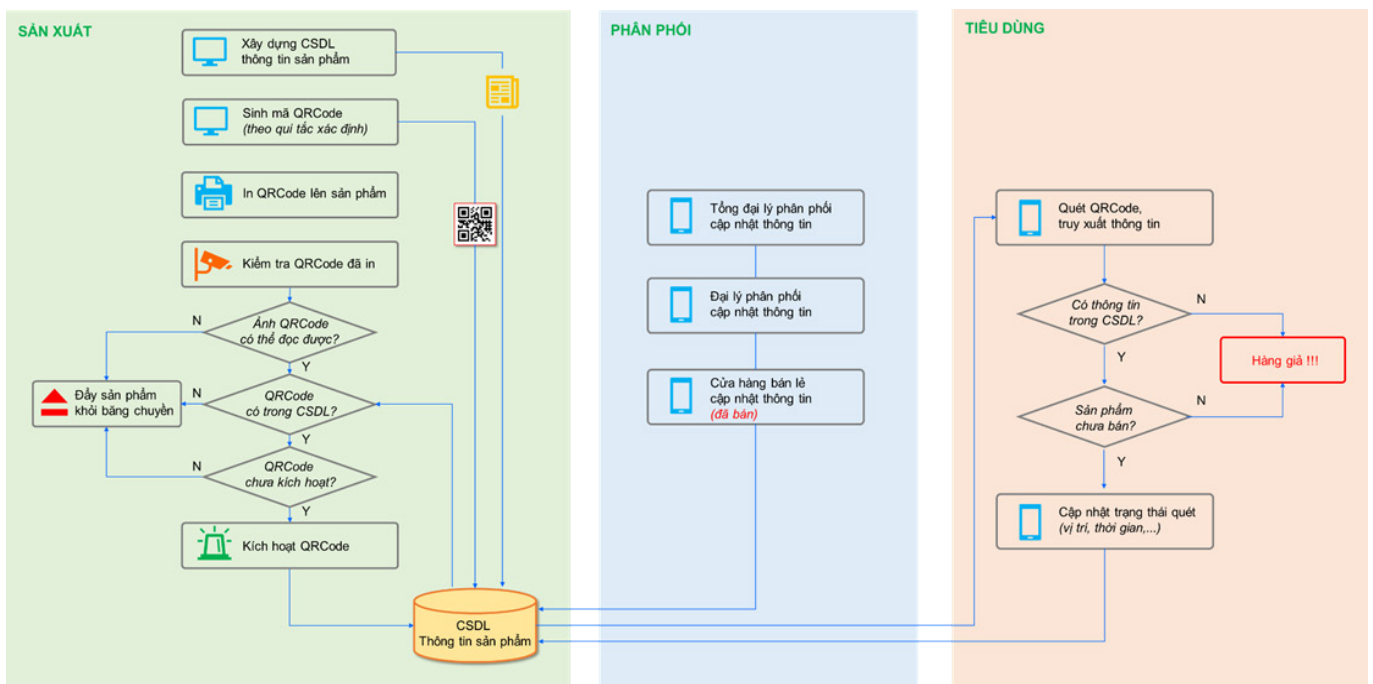 SẢN XUẤT
Xây dựng CSDL
thông tin sản phẩm
Sinh mã QRCode
(theo quí tắc xác định)
In QRCode lên sản phẩm
Kiểm tra QRCode đã in
N
Ảnh QRCode
có thể đọc được?
Y
Đẩy sản phẩm
khỏi băng chuyền
N
QRCode
có trong CSDL?
Y
N
QRCode
chưa kích hoạt?
Y
Kích hoạt QRCode
CSDL
Thông tin sản phẩm
PHÂN PHỐI
Tổng đại lý phân phối
cập nhật thông tin
Đại lý phân phối
cập nhật thông tin
Cửa hàng bán lẻ
cập nhật thông tin
(đã bán)
TIÊU DÙNG
Quét QRCode,
truy xuất thông tin
Có thông tin
trong CSDL?
N
Y
Hàng giả !!!
Sản phẩm
chưa bán?
N
Y
Cập nhật trạng thái quét
(vị trí, thời gian,...)